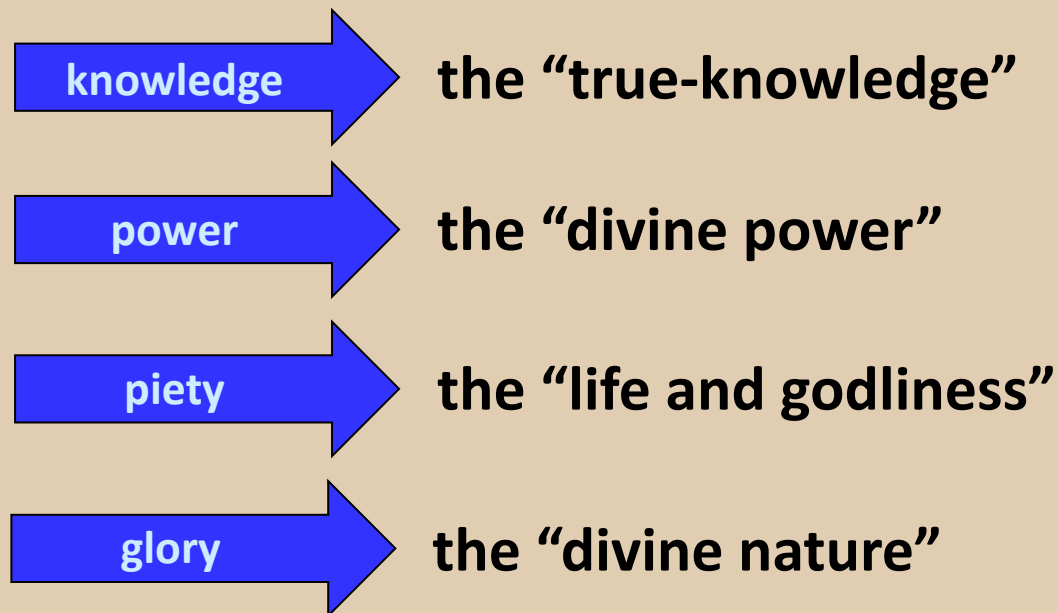 knowledge the “true-knowledge”
power the “divine power”
piety the “life and godliness”
glory the “divine nature”